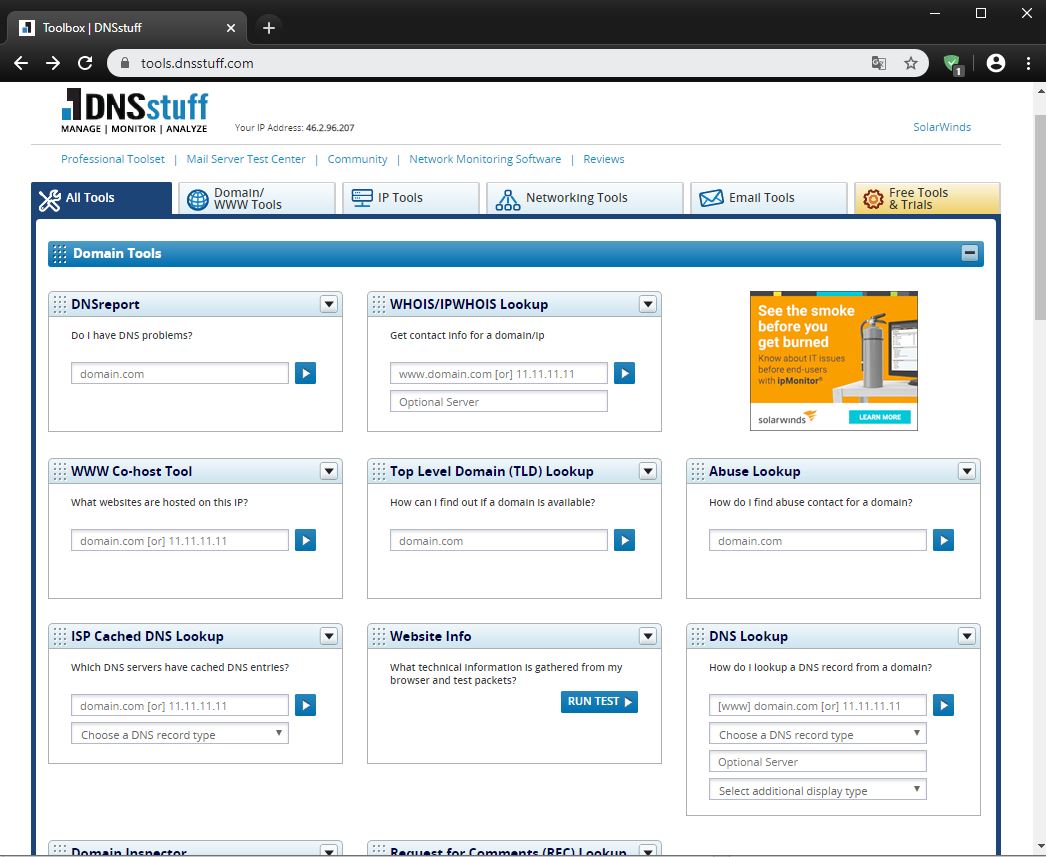 Toolbox | DNSstuff
tools.dnsstuff.com
1
DNSstuff
MANAGE | MONITOR | ANALYZE
Your IP Address: 46.2.96.207
SolarWinds
Professional Toolset | Mail Server Test Center | Community | Network Monitoring Software | Reviews
All Tools
Domain/
WWW Tools
IP Tools
Networking Tools
Email Tools
Free Tools
& Trials
Domain Tools
DNSreport
Do I have DNS problems?
domain.com
WHOIS/IPWHOIS Lookup
Get contact info for a domain/ip
www.domain.com [or] 11.11.11.11
Optional Server
See the smoke
before you
get burned
Know about IT issues
before end-users
with ipMonitor®
solarwinds
LEARN MORE
WWW Co-host Tool
What websites are hosted on this IP?
domain.com [or] 11.11.11.11
Top Level Domain (TLD) Lookup
How can I find out if a domain is available?
domain.com
Abuse Lookup
How do I find abuse contact for a domain?
domain.com
ISP Cached DNS Lookup
Which DNS servers have cached DNS entries?
domain.com [or] 11.11.11.11
Choose a DNS record type
Website Info
What technical information is gathered from my
browser and test packets?
RUN TEST
DNS Lookup
How do I lookup a DNS record from a domain?
[www] domain.com [or] 11.11.11.11
Choose a DNS record type
Optional Server
Select additional display type
Domain Inspector
Request for Comments (RFC) Lookup